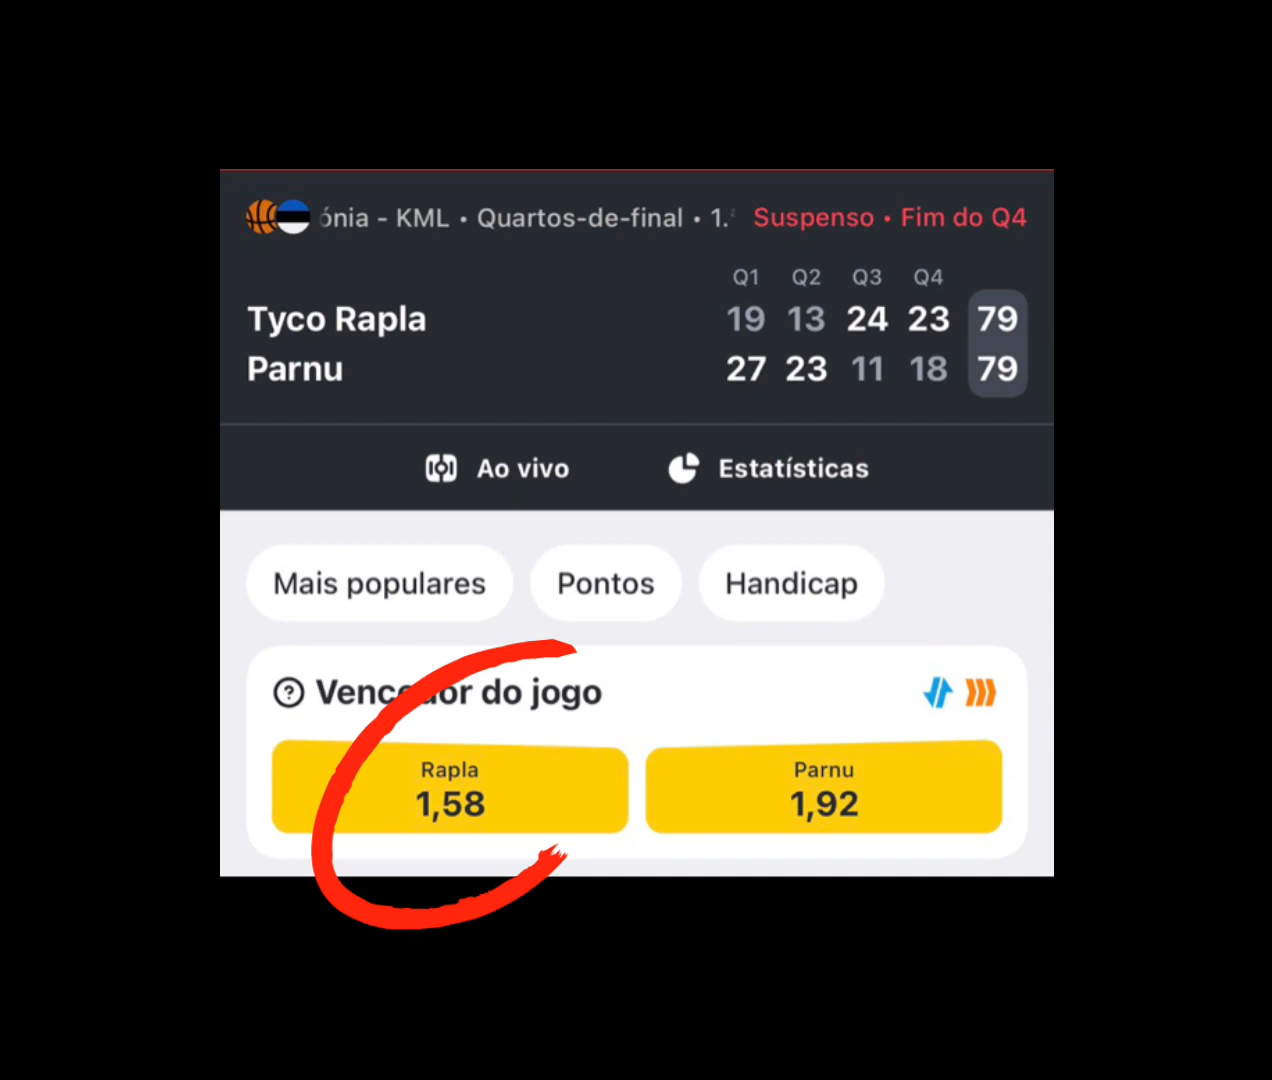 ónia - KML • Quartos-de-final • 1.ª Suspenso • Fim do Q4
Q1 Q2 Q3 Q4
Tyco Rapla 19 13 24 23 79
Parnu 27 23 11 18 79
Ao vivo Estatísticas
Mais populares Pontos Handicap
Vencedor do jogo
Rapla Parnu
1,58 1,92